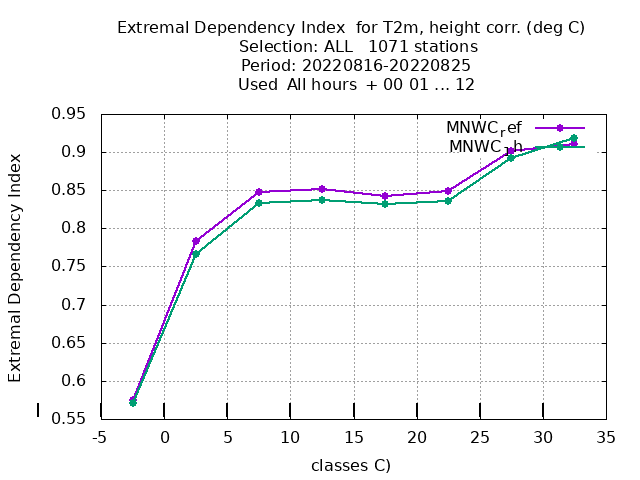 Extremal Dependency Index for T2m, height corr. (deg C)
Selection: ALL 1071 stations
Period: 20220816-20220825
Used All hours + 00 01 ... 12
Extremal Dependency Index
0.95
0.9
0.85
0.8
0.75
0.7
0.65
0.6
0.55
MNWC_ref
MNWC_1h
-5 0 5 10 15 20 25 30 35
classes C)